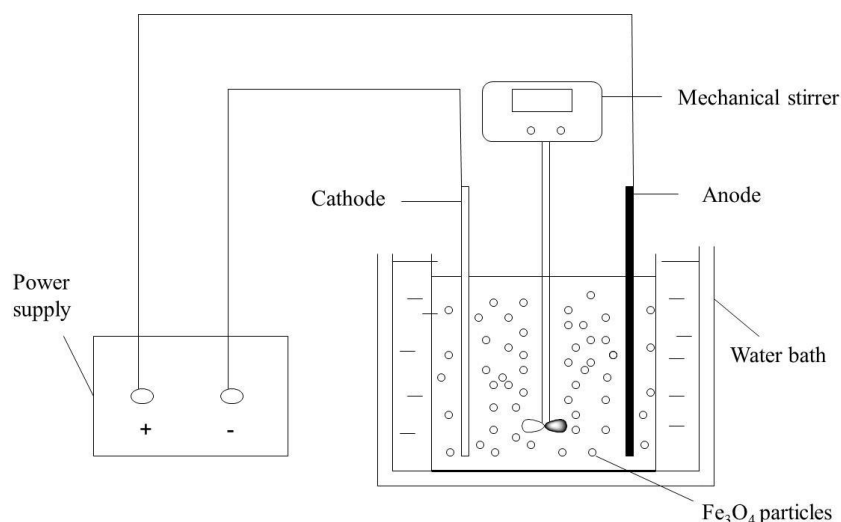 Mechanical stirrer
Cathode
Anode
Power
supply
Water bath
+ -
Fe₃O₄ particles